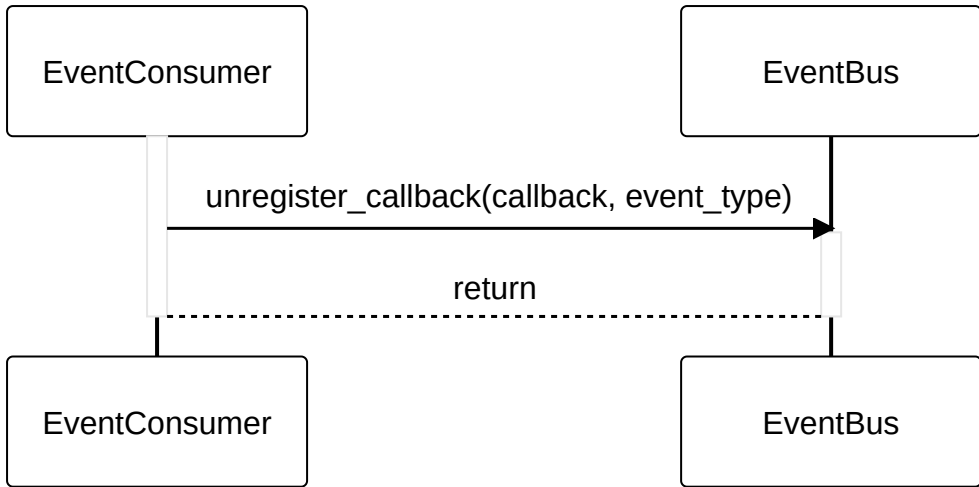 EventConsumer
EventBus
unregister_callback(callback, event_type)
return
EventConsumer
EventBus